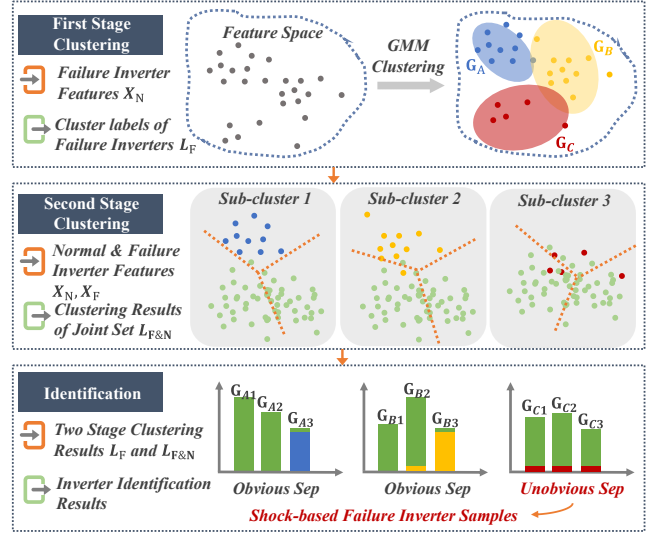 First Stage
Clustering
Failure Inverter
Features X_N
Cluster labels of
Failure Inverters L_F
Feature Space
GMM
Clustering
G_A
G_B
G_C
Second Stage
Clustering
Normal & Failure
Inverter Features
X_N, X_F
Clustering Results
of Joint Set L_F&N
Sub-cluster 1
Sub-cluster 2
Sub-cluster 3
Identification
Two Stage Clustering
Results L_F and L_F&N
Inverter Identification
Results
G_A1
G_A2
G_A3
Obvious Sep
G_B1
G_B2
G_B3
Obvious Sep
G_C1
G_C2
G_C3
Unobvious Sep
Shock-based Failure Inverter Samples